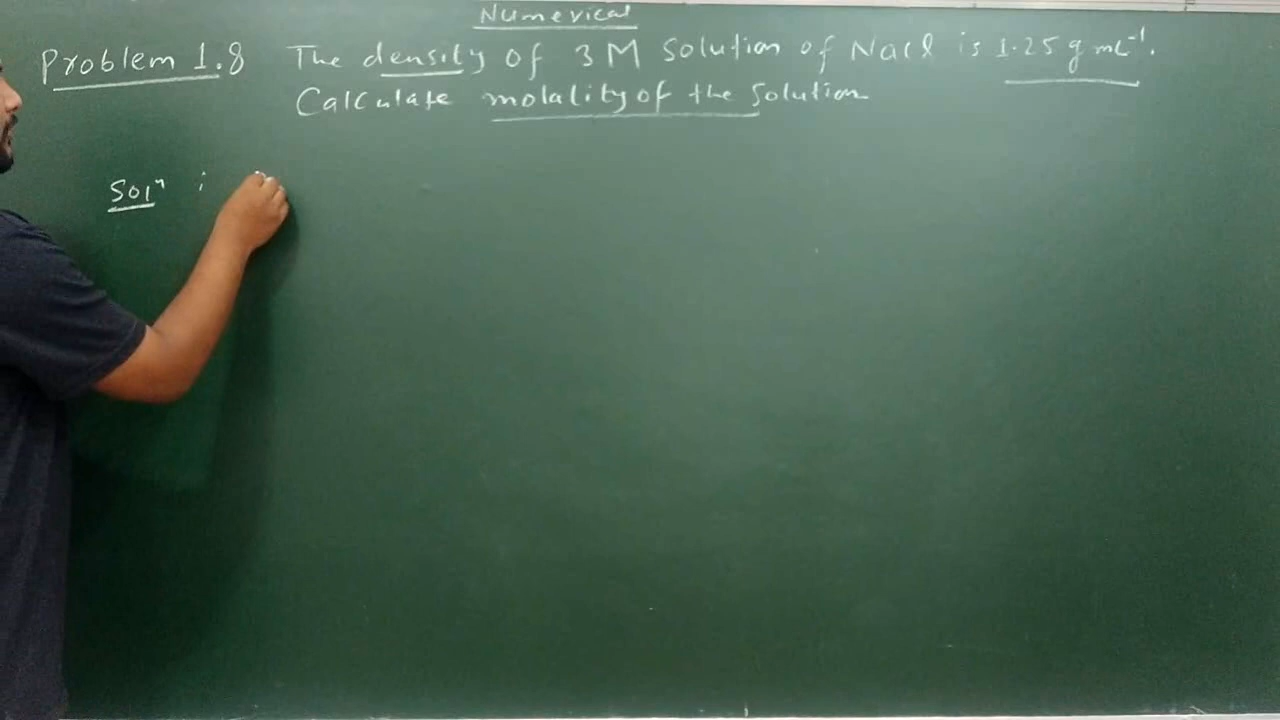 Numerical
Problem 1.8 The density of 3 M solution of NaCl is 1.25 g mL⁻¹.
Calculate molality of the solution
Solⁿ :